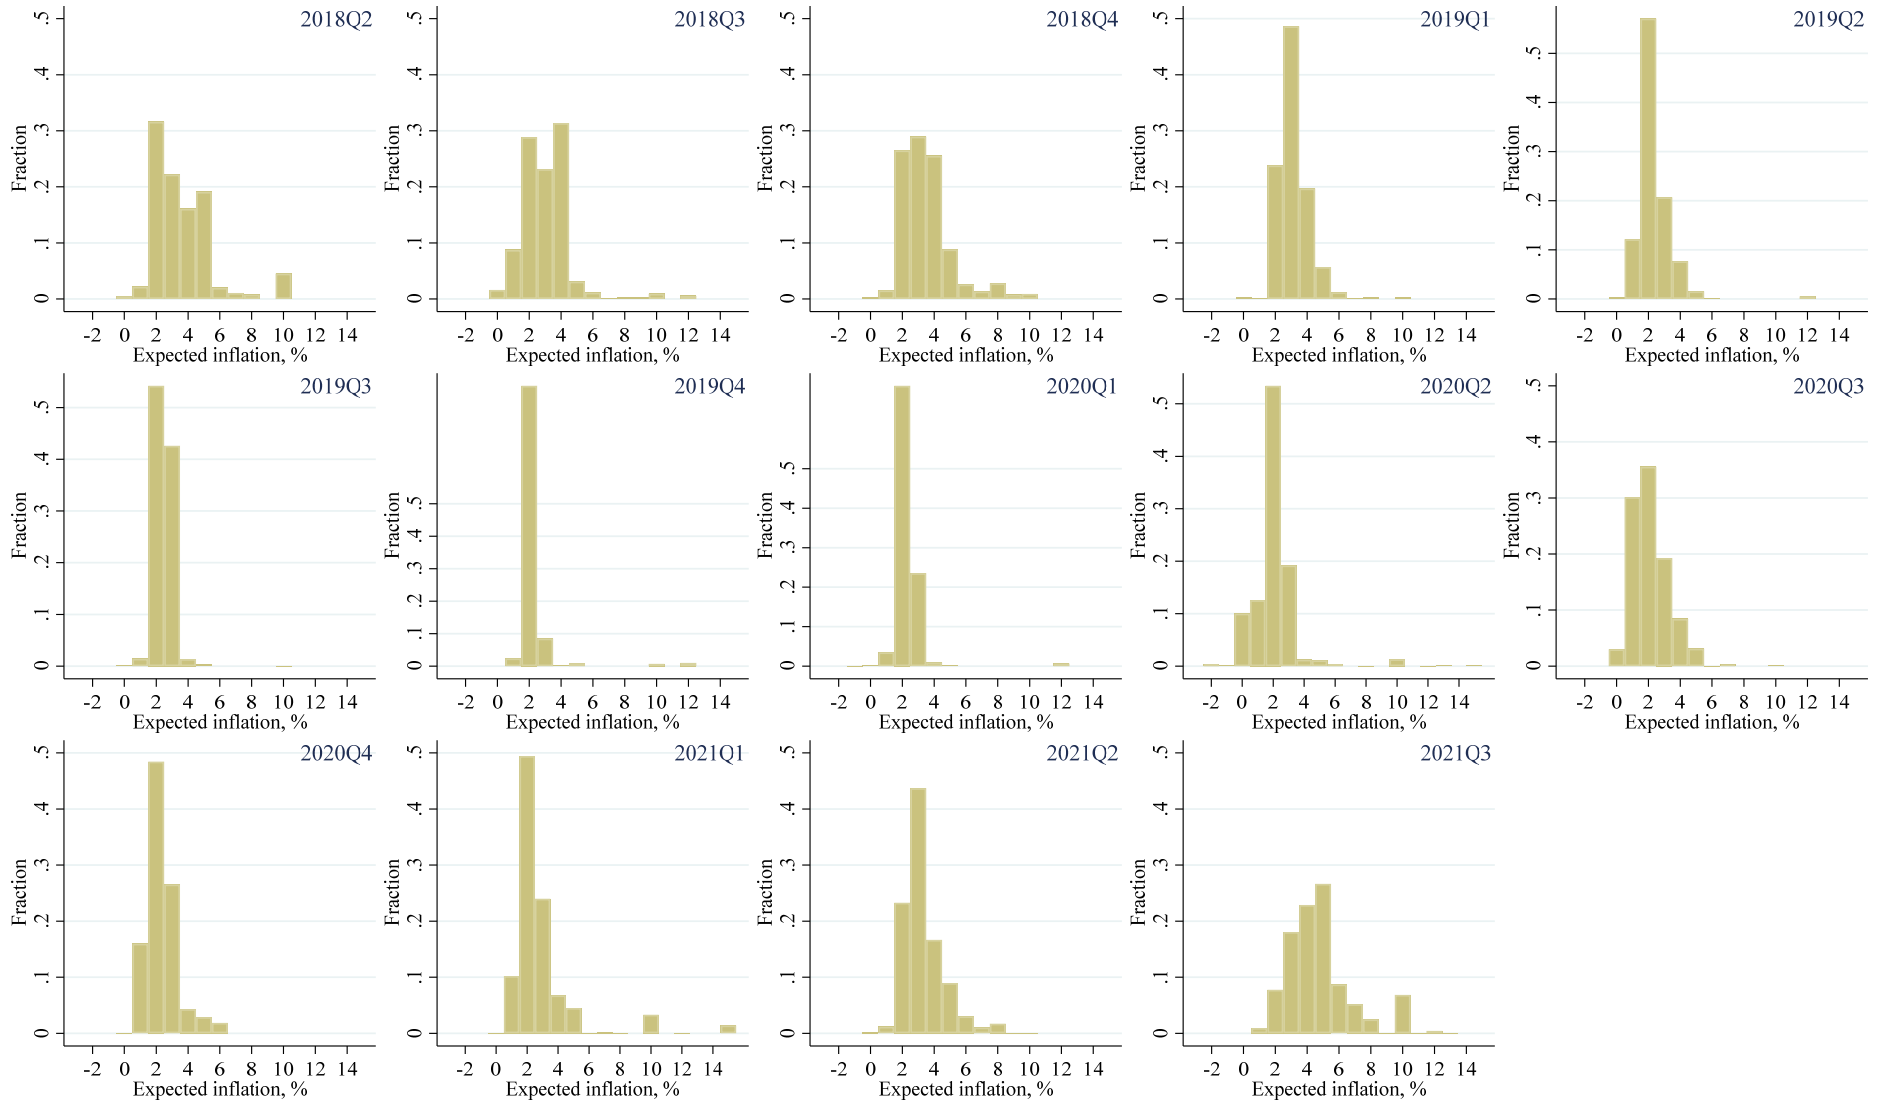 2018Q2
.5
.4
.3
.2
.1
0
Fraction
-2 0 2 4 6 8 10 12 14
Expected inflation, %
2018Q3
.5
.4
.3
.2
.1
0
Fraction
-2 0 2 4 6 8 10 12 14
Expected inflation, %
2018Q4
.5
.4
.3
.2
.1
0
Fraction
-2 0 2 4 6 8 10 12 14
Expected inflation, %
2019Q1
.5
.4
.3
.2
.1
0
Fraction
-2 0 2 4 6 8 10 12 14
Expected inflation, %
2019Q2
.5
.4
.3
.2
.1
0
Fraction
-2 0 2 4 6 8 10 12 14
Expected inflation, %
2019Q3
.5
.4
.3
.2
.1
0
Fraction
-2 0 2 4 6 8 10 12 14
Expected inflation, %
2019Q4
.5
.4
.3
.2
.1
0
Fraction
-2 0 2 4 6 8 10 12 14
Expected inflation, %
2020Q1
.5
.4
.3
.2
.1
0
Fraction
-2 0 2 4 6 8 10 12 14
Expected inflation, %
2020Q2
.5
.4
.3
.2
.1
0
Fraction
-2 0 2 4 6 8 10 12 14
Expected inflation, %
2020Q3
.5
.4
.3
.2
.1
0
Fraction
-2 0 2 4 6 8 10 12 14
Expected inflation, %
2020Q4
.5
.4
.3
.2
.1
0
Fraction
-2 0 2 4 6 8 10 12 14
Expected inflation, %
2021Q1
.5
.4
.3
.2
.1
0
Fraction
-2 0 2 4 6 8 10 12 14
Expected inflation, %
2021Q2
.5
.4
.3
.2
.1
0
Fraction
-2 0 2 4 6 8 10 12 14
Expected inflation, %
2021Q3
.5
.4
.3
.2
.1
0
Fraction
-2 0 2 4 6 8 10 12 14
Expected inflation, %